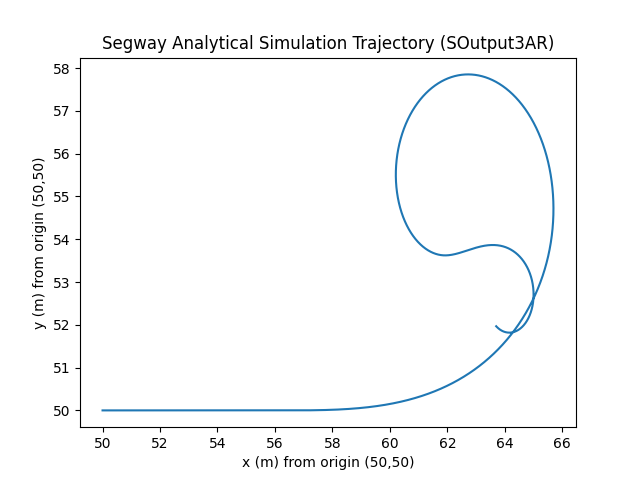 Segway Analytical Simulation Trajectory (SOutput3AR)
58
57
56
55
54
53
52
51
50
y (m) from origin (50,50)
50 52 54 56 58 60 62 64 66
x (m) from origin (50,50)